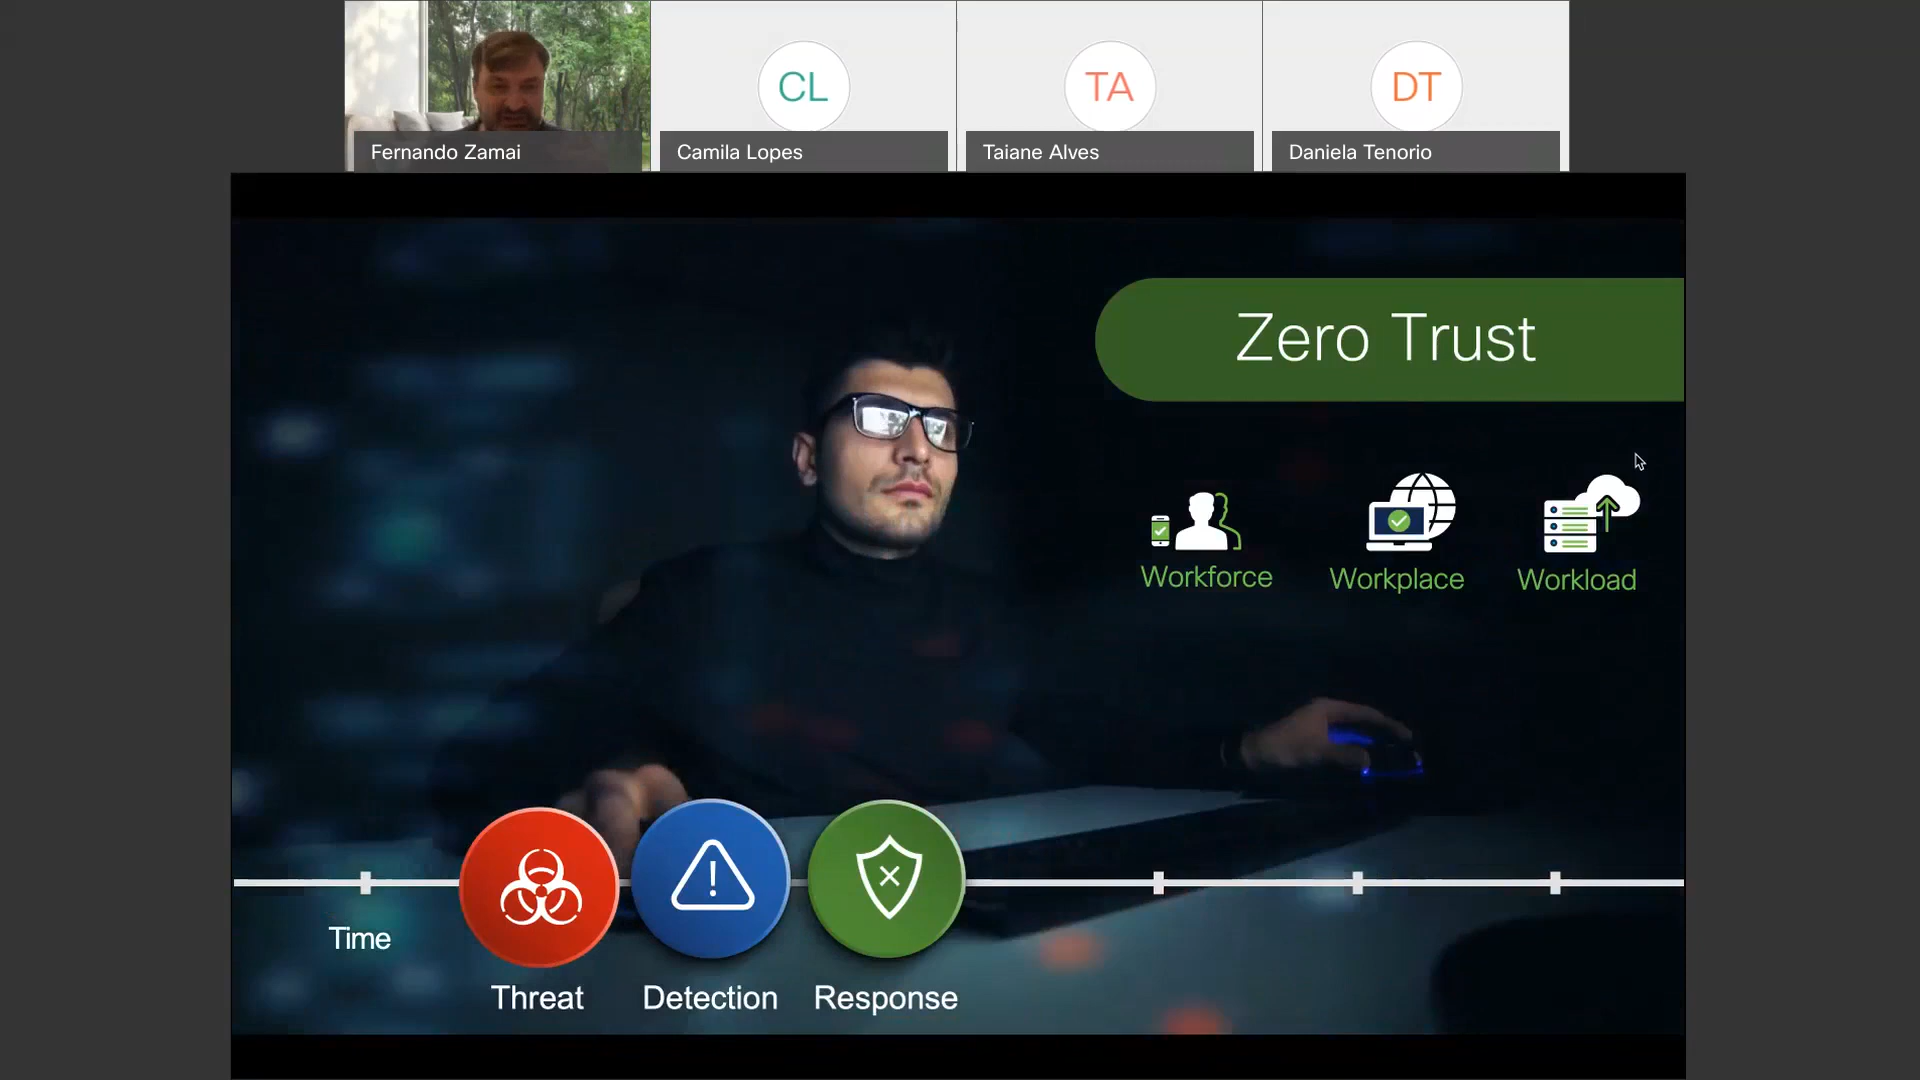 CL
TA
DT
Fernando Zamai
Camila Lopes
Taiane Alves
Daniela Tenorio
Zero Trust
Workforce
Workplace
Workload
Time
Threat
Detection
Response